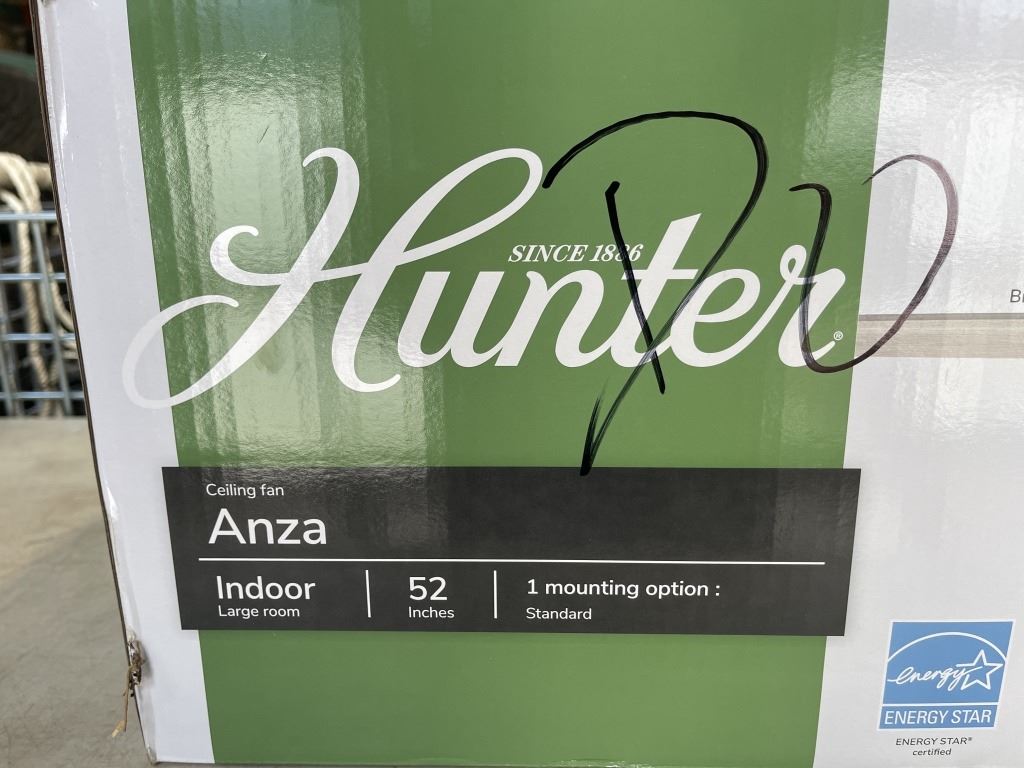 SINCE 1886
Hunter®
Ceiling fan
Anza
Indoor
Large room
52
Inches
1 mounting option :
Standard
energy
ENERGY STAR
ENERGY STAR®
certified